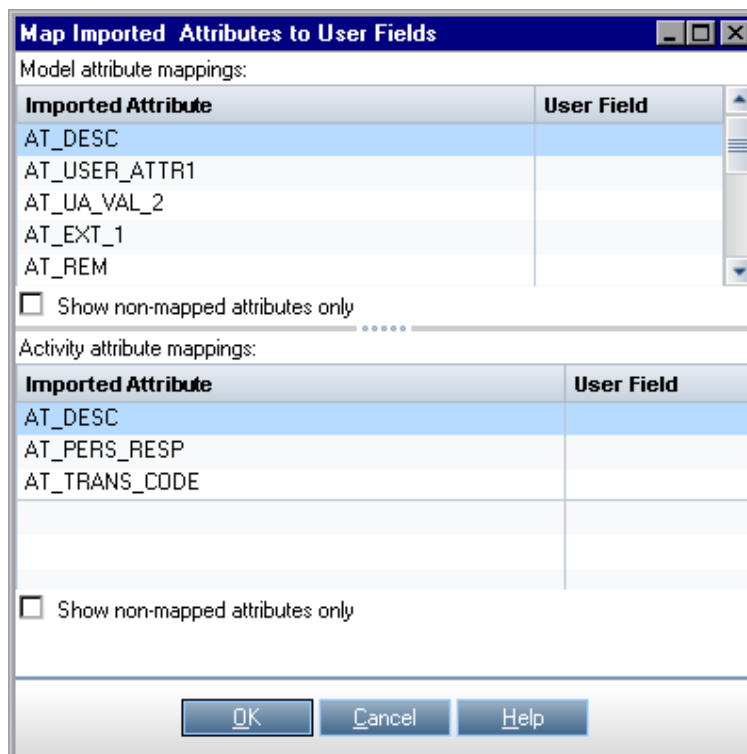 Map Imported Attributes to User Fields
Model attribute mappings:
Imported Attribute User Field
AT_DESC
AT_USER_ATTR1
AT_UA_VAL_2
AT_EXT_1
AT_REM
Show non-mapped attributes only
Activity attribute mappings:
Imported Attribute User Field
AT_DESC
AT_PERS_RESP
AT_TRANS_CODE
Show non-mapped attributes only
OK Cancel Help